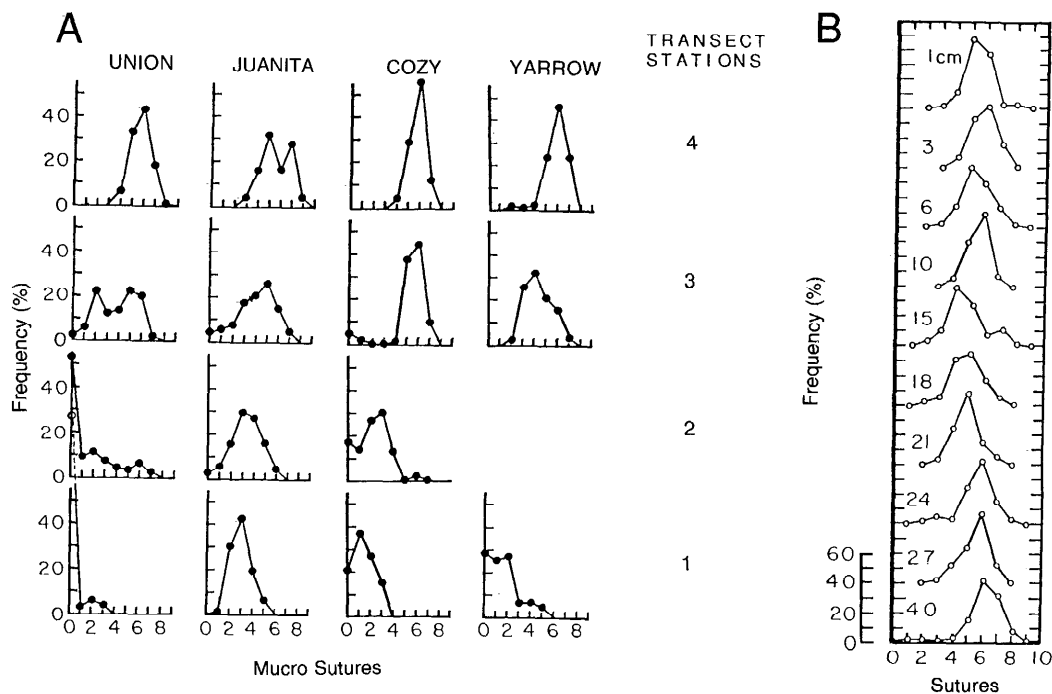 A
B
UNION
JUANITA
COZY
YARROW
TRANSECT
STATIONS
Frequency (%)
40
20
0
4
40
20
0
3
40
20
0
2
40
20
0
1
0 2 4 6 8
0 2 4 6 8
0 2 4 6 8
0 2 4 6 8
Mucro Sutures
Frequency (%)
1cm
3
6
10
15
18
21
24
27
40
60
40
20
0
0 2 4 6 8 10
Sutures